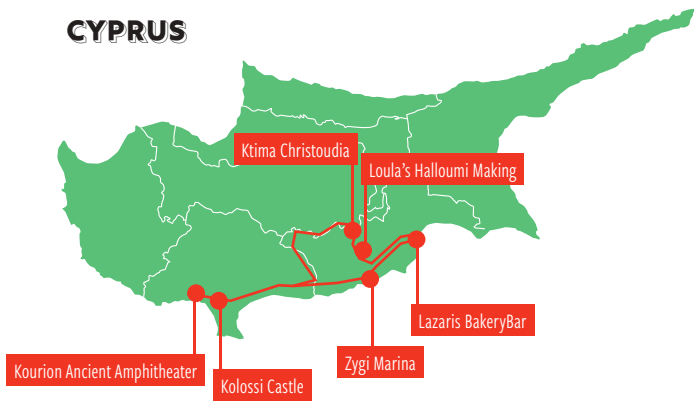 CYPRUS
Ktima Christoudia
Loula's Halloumi Making
Lazaris BakeryBar
Zygi Marina
Kourion Ancient Amphitheater
Kolossi Castle